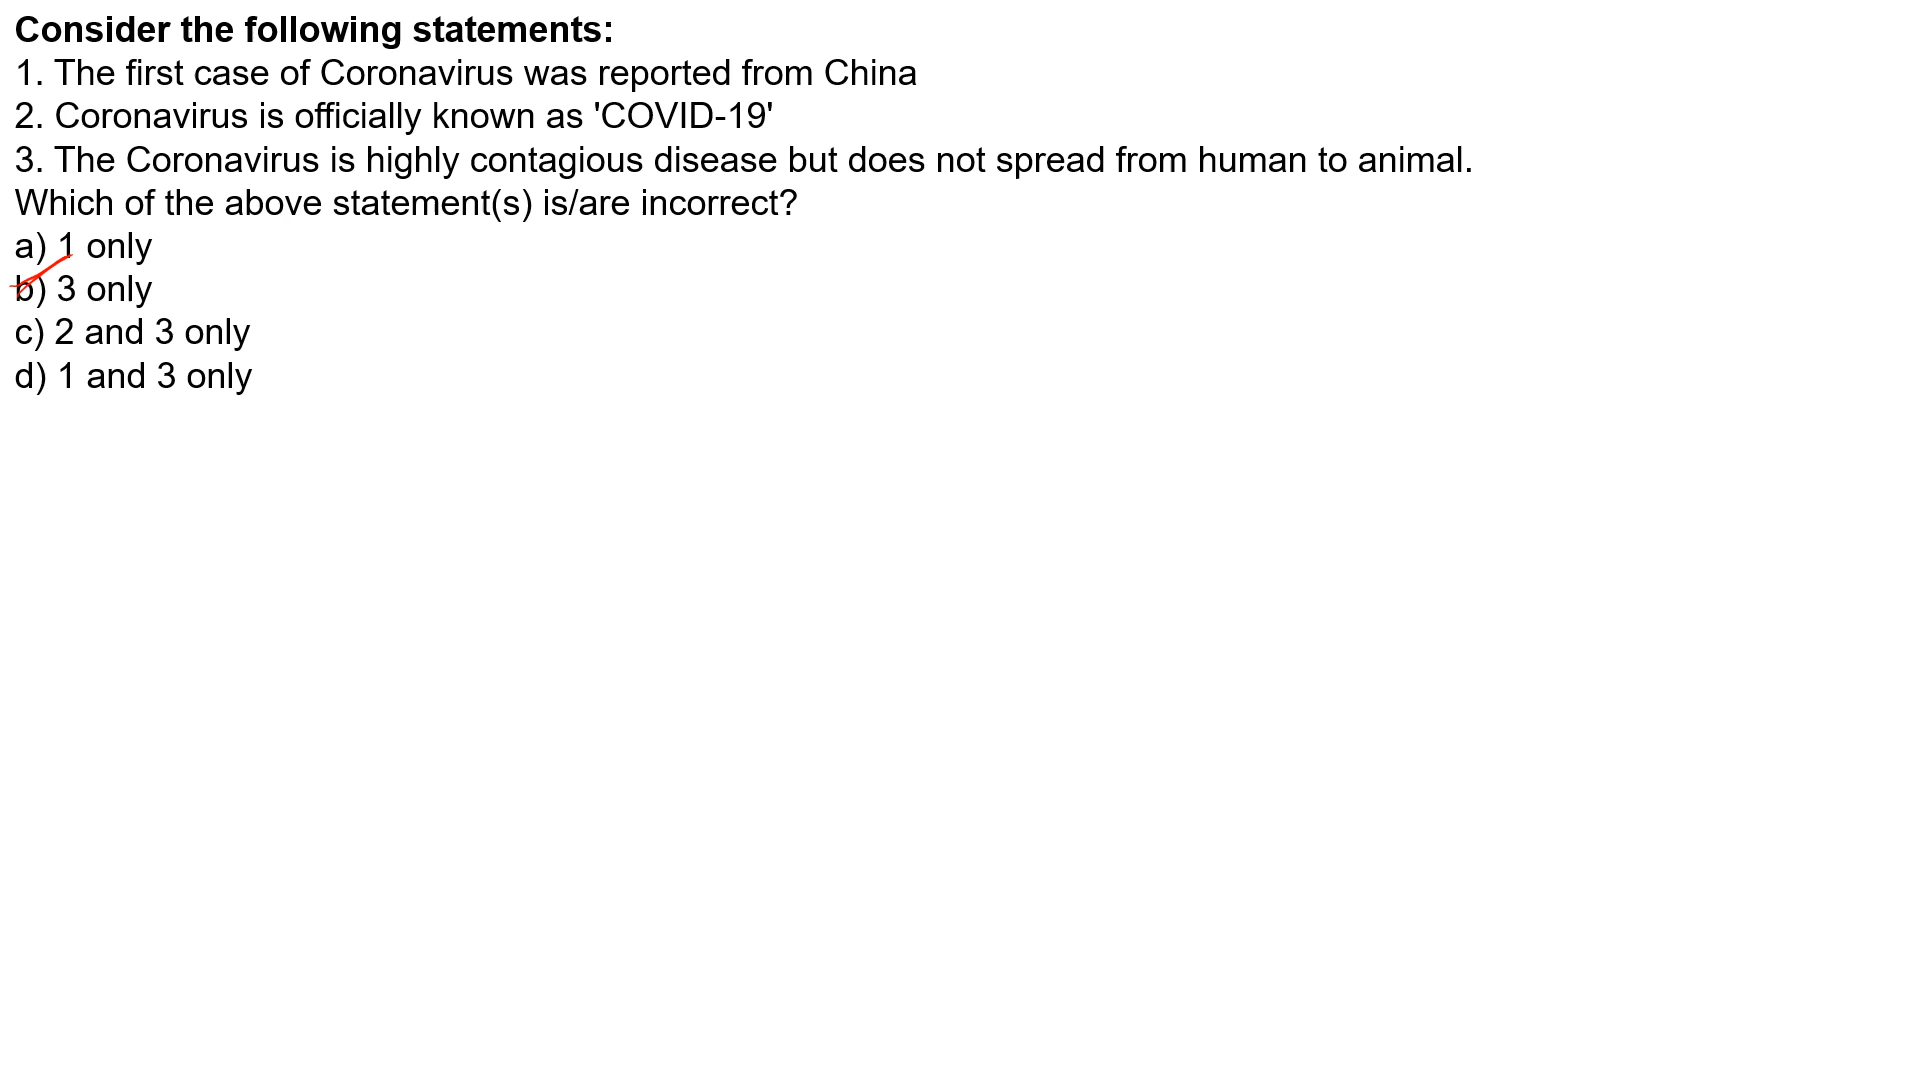 Consider the following statements:
1. The first case of Coronavirus was reported from China
2. Coronavirus is officially known as 'COVID-19'
3. The Coronavirus is highly contagious disease but does not spread from human to animal.
Which of the above statement(s) is/are incorrect?
a) 1 only
b) 3 only
c) 2 and 3 only
d) 1 and 3 only